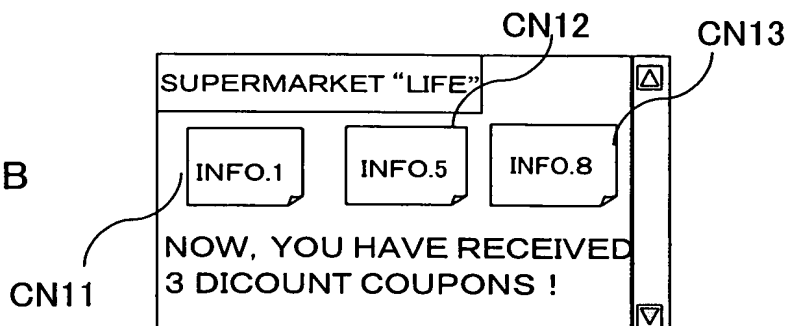 CN12
CN13
SUPERMARKET “LIFE”
B
INFO.1
INFO.5
INFO.8
NOW, YOU HAVE RECEIVED
3 DICOUNT COUPONS !
CN11